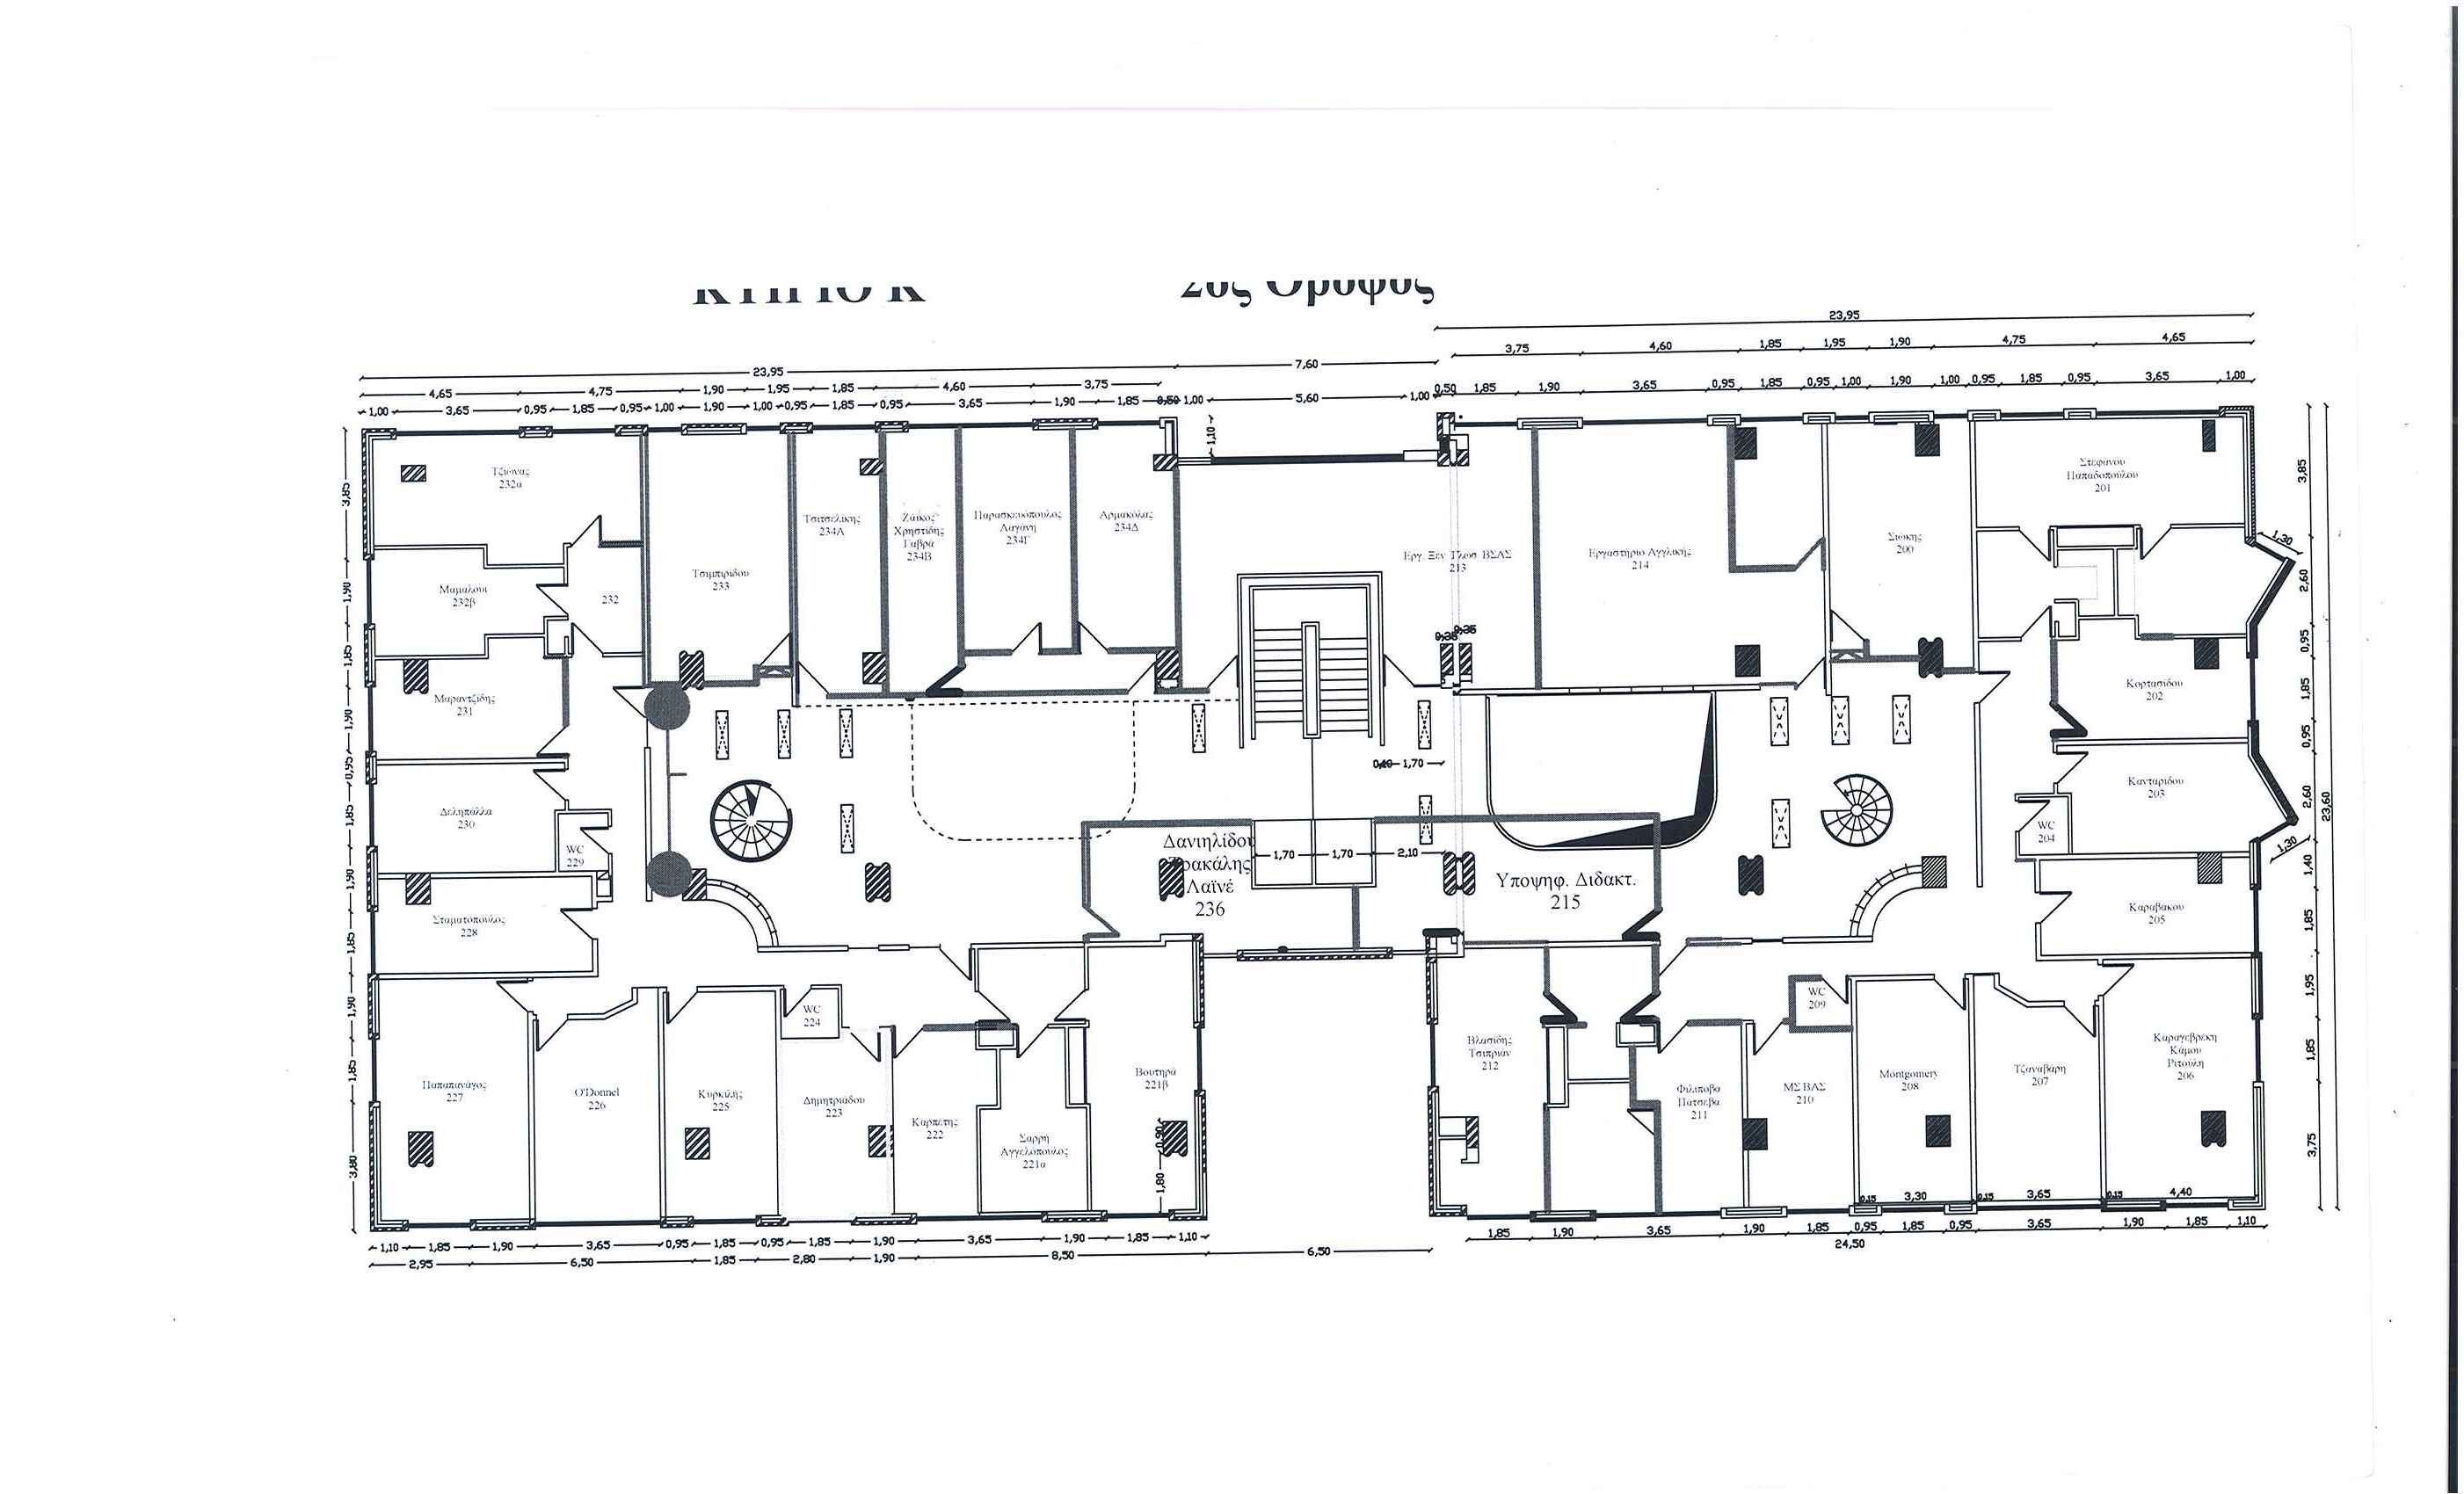 ΚΤΗΡΙΟ Κ 2ος Όροφος
23,95
3,75 4,60 1,85 1,95 1,90 4,75 4,65
23,95 7,60
4,65 4,75 1,90 1,95 1,85 4,60 3,75
0,50 1,85 1,90 3,65 0,95 1,85 0,95 1,00 1,90 1,00 0,95 1,85 0,95 3,65 1,00
1,00 3,65 0,95 1,85 0,95 1,00 1,90 1,00 0,95 1,85 0,95 3,65 1,90 1,85 0,50 1,00 5,60 1,00
1,10
Τζιωνας
232α
Μαμαλουι
232β
232
Τσιμπιριδου
233
Τσιτσελικης
234Α
Ζαϊκος
Χρηστίδης
Γαβρα
234Β
Παρασκευόπουλος
Λαγάνη
234Γ
Αρμακόλας
234Δ
Εργ. Ξεν. Γλωσ. ΒΣΑΣ
213
Εργαστήριο Αγγλικής
214
Σιώκης
200
Στεφάνου
Παπαδοπούλου
201
1,30
Μαραντζίδης
231
0,35 0,35
Κορτασιδου
202
0,40 1,70
Δεληπάλλα
230
WC
229
Κανταριδου
203
WC
204
1,30
Δανιηλίδου
Τρακάλης
Λαϊνέ
236
1,70 1,70 2,10
Υποψηφ. Διδακτ.
215
Σταματόπουλος
228
Καραβακου
205
Παπαπανάγος
227
O'Donnel
226
Κυρκιλής
225
WC
224
Δημητριάδου
223
Καρπέτης
222
Σαρρή
Αγγελόπουλος
221α
Βουτηρά
221β
0,90
1,80
Βλασίδης
Τσιπριάν
212
Φιλιποβα
Πατσεβα
211
WC
209
ΜΣ ΒΑΣ
210
Montgomery
208
Τζαναβαρη
207
Καραγεβρεκη
Κάμου
Ριτούλη
206
0,15 3,30 0,15 3,65 0,15 4,40
3,85
1,90
1,85
1,90
0,95
1,85
1,90
1,85
1,90
1,85
3,80
3,85
2,60
0,95
1,85
0,95
2,60
1,40
1,85
1,95
1,85
3,75
23,60
1,10 1,85 1,90 3,65 0,95 1,85 0,95 1,85 1,90 3,65 1,90 1,85 1,10
2,95 6,50 1,85 2,80 1,90 8,50 6,50
1,85 1,90 3,65 1,90 1,85 0,95 1,85 0,95 3,65 1,90 1,85 1,10
24,50